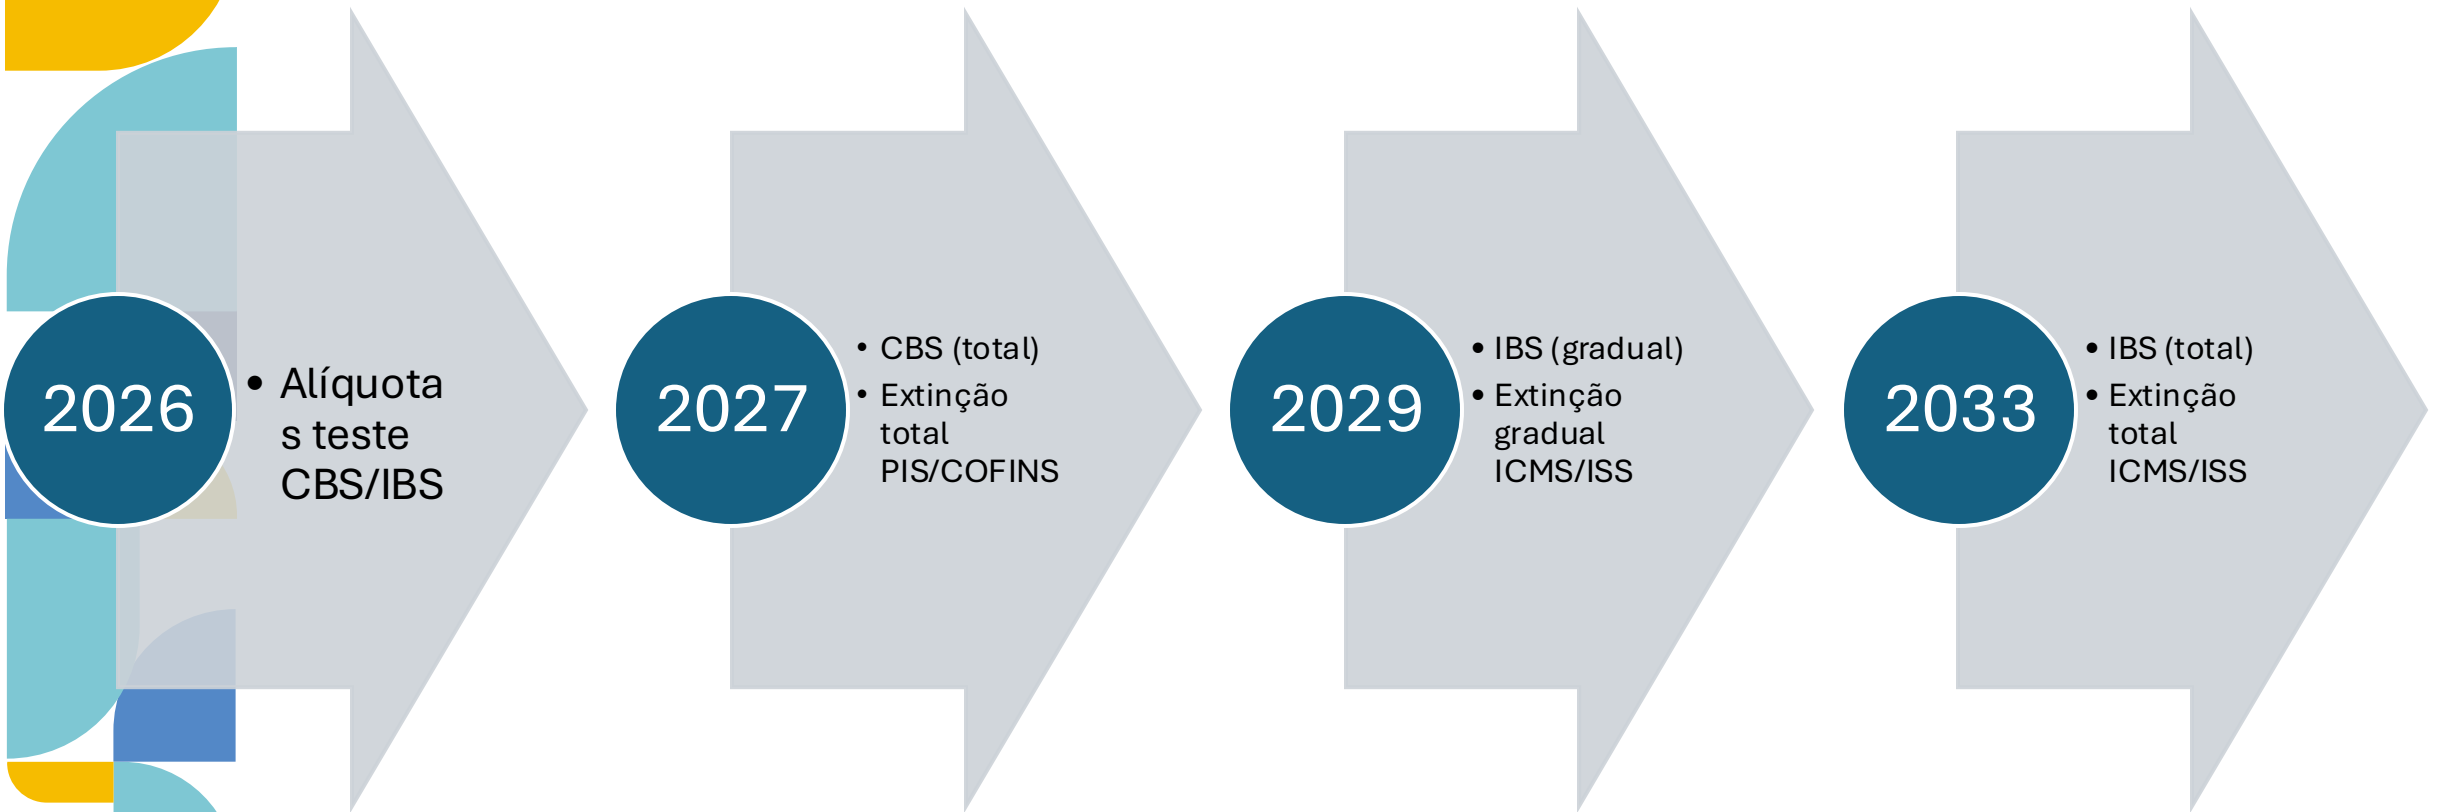 2026
• Alíquota
s teste
CBS/IBS
2027
• CBS (total)
• Extinção
total
PIS/COFINS
2029
• IBS (gradual)
• Extinção
gradual
ICMS/ISS
2033
• IBS (total)
• Extinção
total
ICMS/ISS